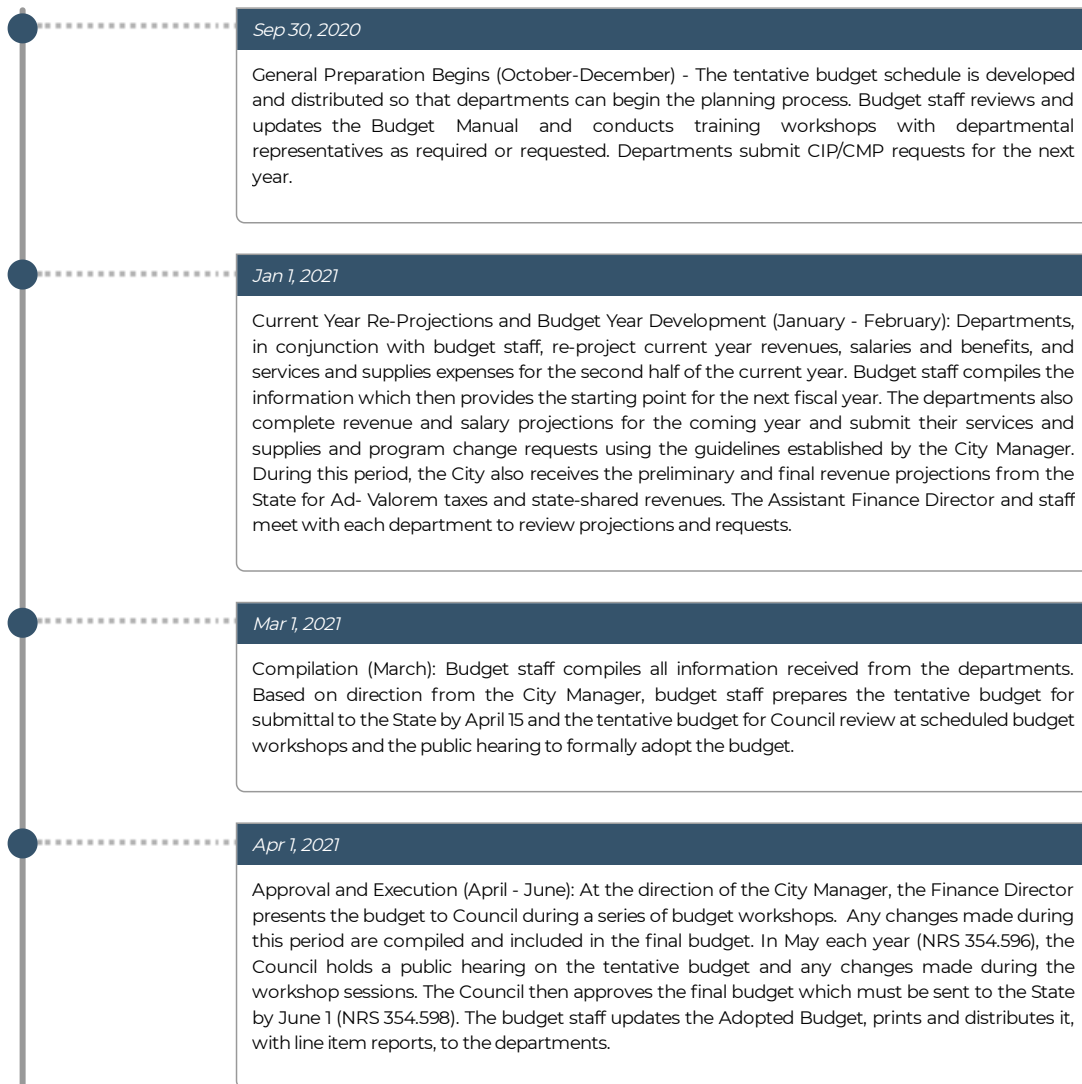 Sep 30, 2020
General Preparation Begins (October-December) - The tentative budget schedule is developed
and distributed so that departments can begin the planning process. Budget staff reviews and
updates the Budget Manual and conducts training workshops with departmental
representatives as required or requested. Departments submit CIP/CMP requests for the next
year.
Jan 1, 2021
Current Year Re-Projections and Budget Year Development (January - February): Departments,
in conjunction with budget staff, re-project current year revenues, salaries and benefits, and
services and supplies expenses for the second half of the current year. Budget staff compiles the
information which then provides the starting point for the next fiscal year. The departments also
complete revenue and salary projections for the coming year and submit their services and
supplies and program change requests using the guidelines established by the City Manager.
During this period, the City also receives the preliminary and final revenue projections from the
State for Ad- Valorem taxes and state-shared revenues. The Assistant Finance Director and staff
meet with each department to review projections and requests.
Mar 1, 2021
Compilation (March): Budget staff compiles all information received from the departments.
Based on direction from the City Manager, budget staff prepares the tentative budget for
submittal to the State by April 15 and the tentative budget for Council review at scheduled budget
workshops and the public hearing to formally adopt the budget.
Apr 1, 2021
Approval and Execution (April - June): At the direction of the City Manager, the Finance Director
presents the budget to Council during a series of budget workshops.  Any changes made during
this period are compiled and included in the final budget. In May each year (NRS 354.596), the
Council holds a public hearing on the tentative budget and any changes made during the
workshop sessions. The Council then approves the final budget which must be sent to the State
by June 1 (NRS 354.598). The budget staff updates the Adopted Budget, prints and distributes it,
with line item reports, to the departments.